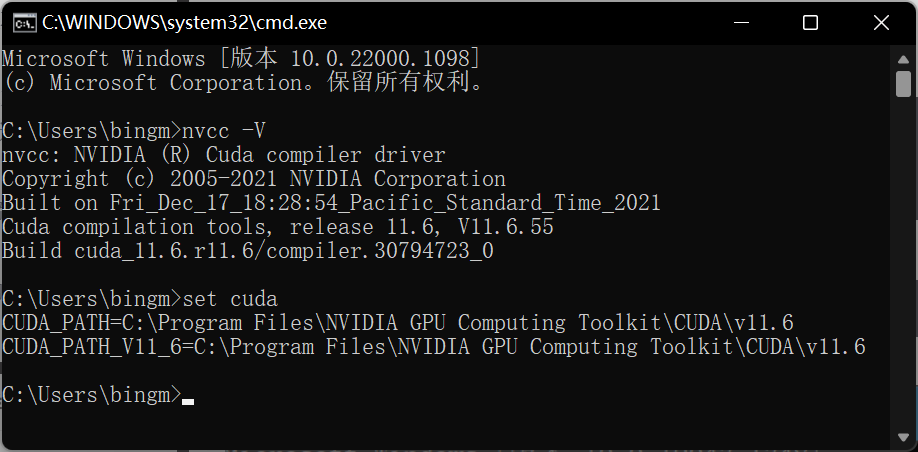 C:\WINDOWS\system32\cmd.exe
Microsoft Windows [版本 10.0.22000.1098]
(c) Microsoft Corporation。保留所有权利。
C:\Users\bingm>nvcc -V
nvcc: NVIDIA (R) Cuda compiler driver
Copyright (c) 2005-2021 NVIDIA Corporation
Built on Fri_Dec_17_18:28:54_Pacific_Standard_Time_2021
Cuda compilation tools, release 11.6, V11.6.55
Build cuda_11.6.r11.6/compiler.30794723_0
C:\Users\bingm>set cuda
CUDA_PATH=C:\Program Files\NVIDIA GPU Computing Toolkit\CUDA\v11.6
CUDA_PATH_V11_6=C:\Program Files\NVIDIA GPU Computing Toolkit\CUDA\v11.6
C:\Users\bingm>